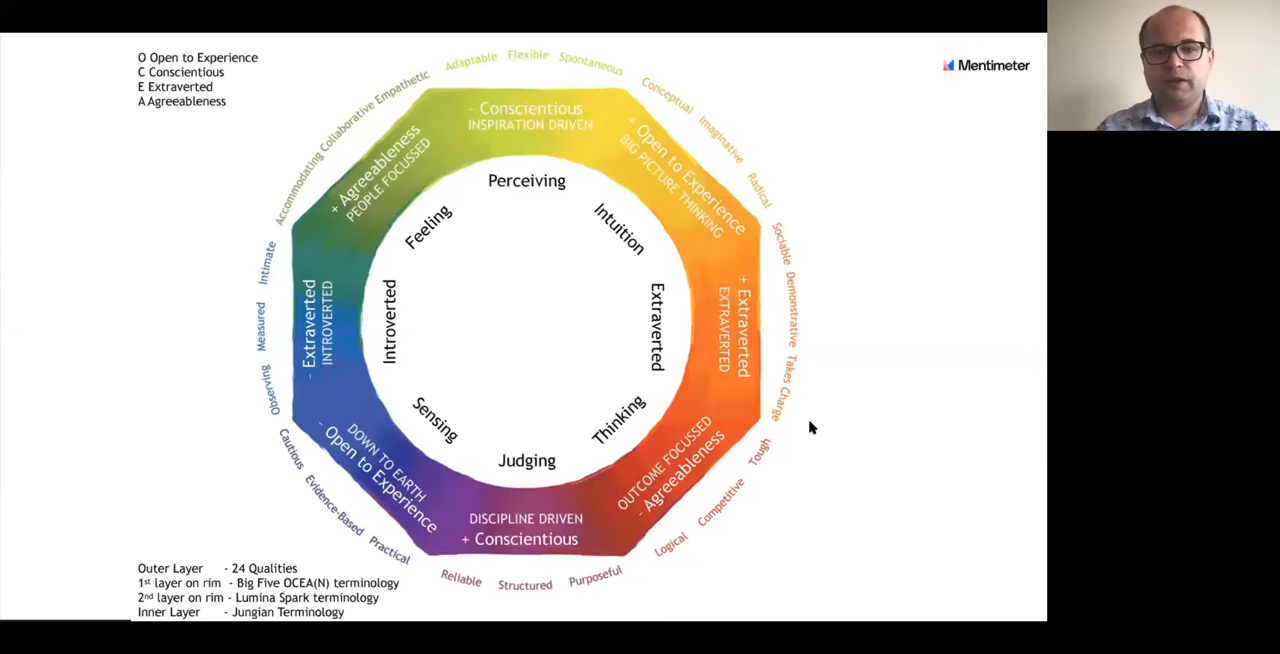 O Open to Experience
C Conscientious
E Extraverted
A Agreeableness
Mentimeter
Adaptable Flexible Spontaneous
Conceptual Imaginative Radical
Sociable Demonstrative Takes Charge
Tough
Competitive
Logical
Purposeful
Structured
Reliable
Practical
Evidence-Based
Cautious
Observing
Measured
Intimate
Accommodating Collaborative Empathetic
- Conscientious
INSPIRATION DRIVEN
+ Open to Experience
BIG PICTURE THINKING
+ Extraverted
EXTRAVERTED
OUTCOME FOCUSSED
- Agreeableness
DISCIPLINE DRIVEN
+ Conscientious
DOWN TO EARTH
- Open to Experience
- Extraverted
INTROVERTED
+ Agreeableness
PEOPLE FOCUSSED
Perceiving
Intuition
Extraverted
Thinking
Judging
Sensing
Introverted
Feeling
Outer Layer - 24 Qualities
1st layer on rim - Big Five OCEA(N) terminology
2nd layer on rim - Lumina Spark terminology
Inner Layer - Jungian Terminology